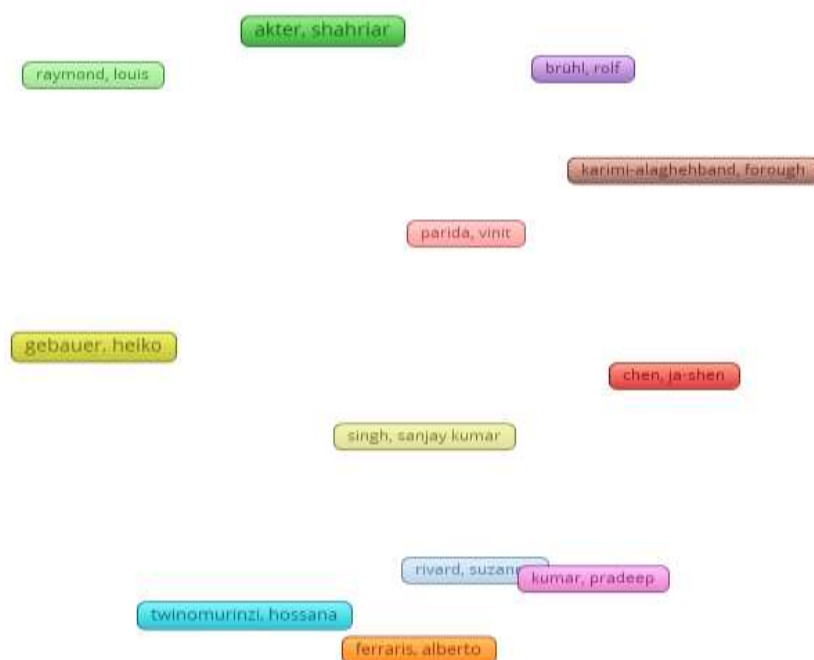 akter, shahriar
raymond, louis
brühl, rolf
karimi-alaghehband, forough
parida, vinit
gebauer, heiko
chen, ja-shen
singh, sanjay kumar
rivard,
kumar, pradeep
twinomurinzi, hossana
ferraris, alberto